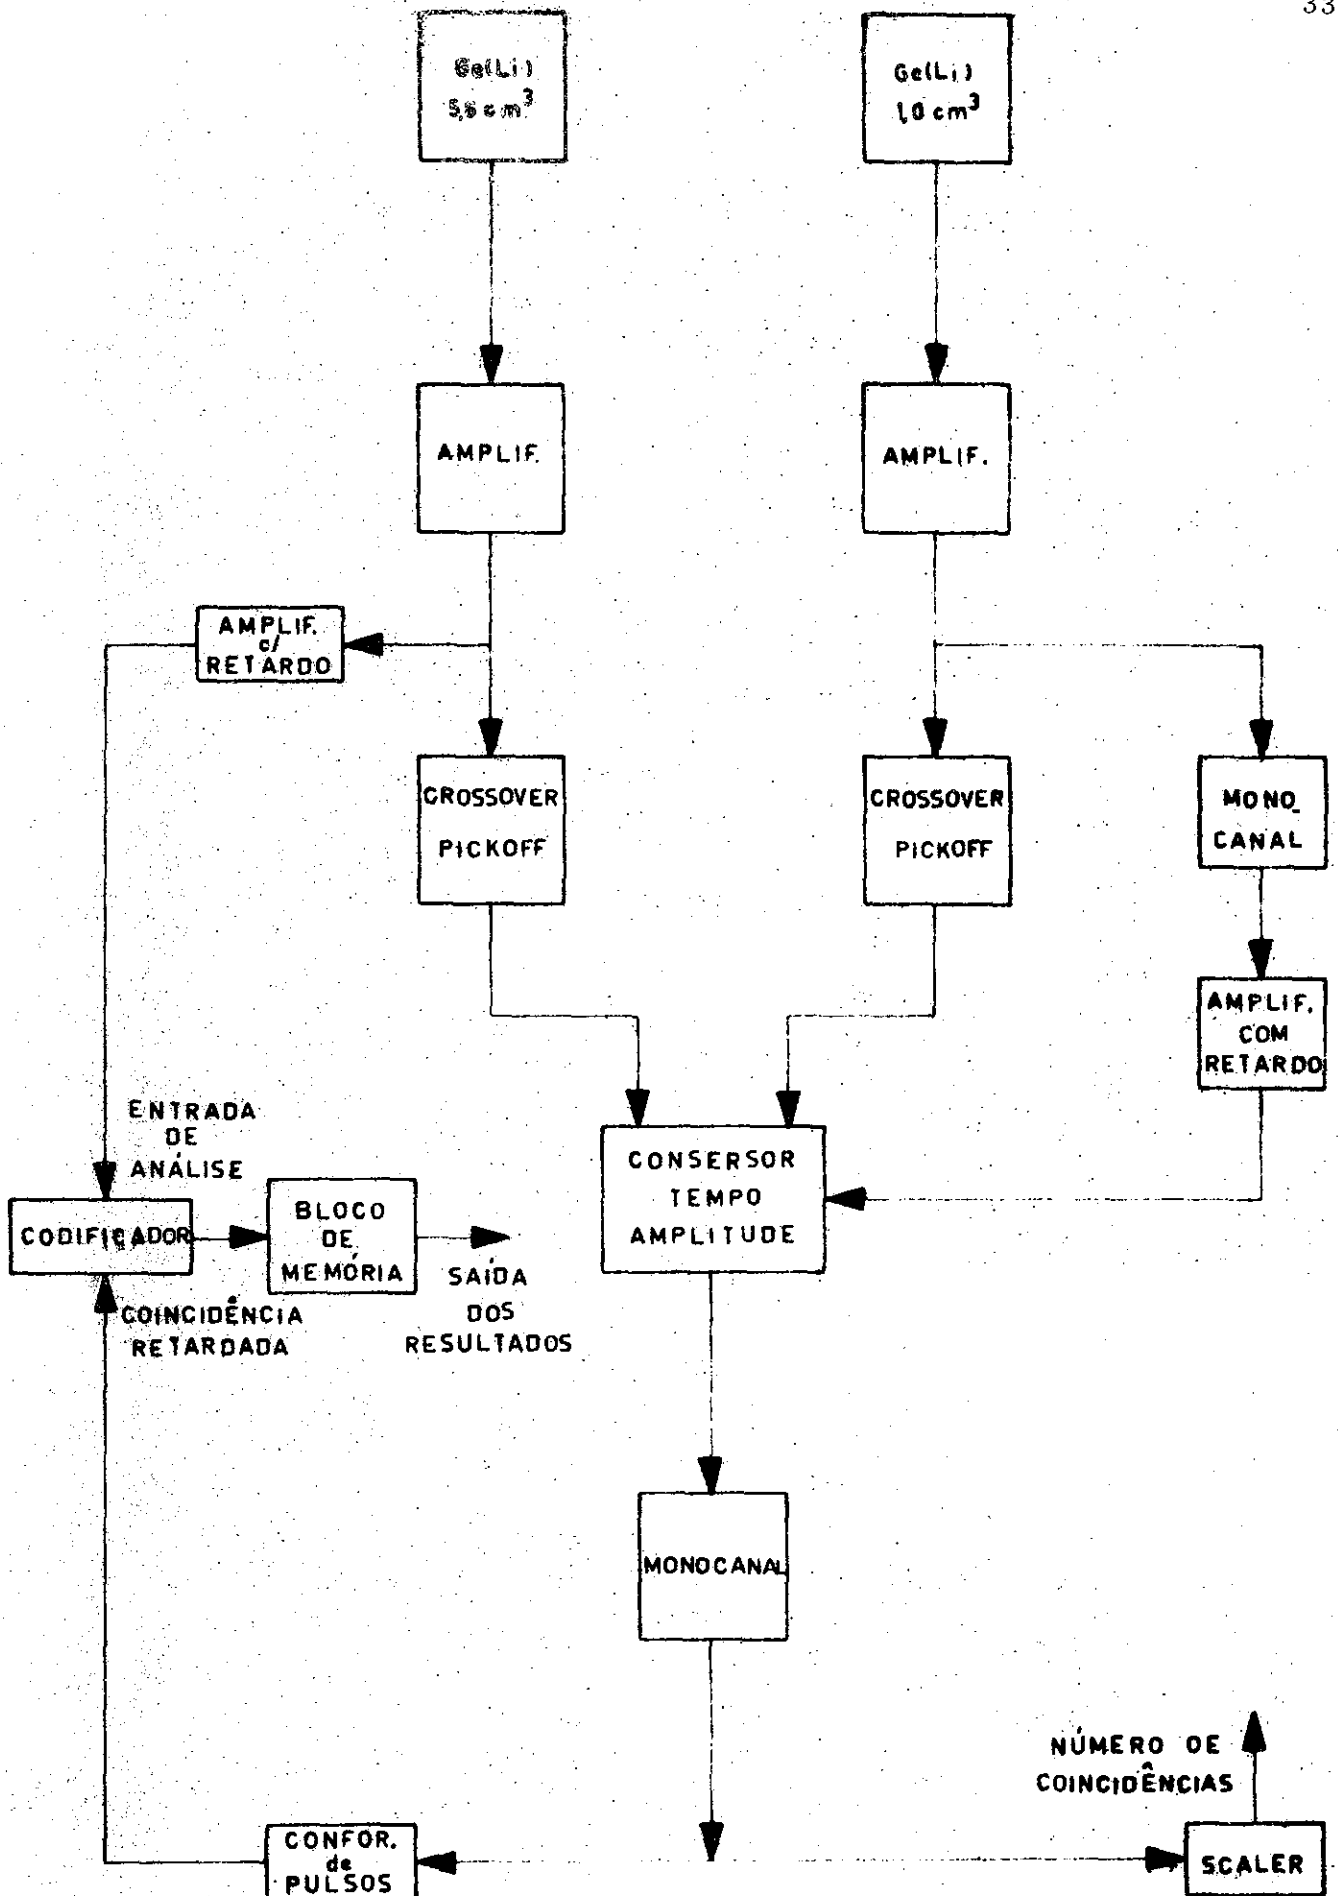 33
Ge(Li)
5,6 cm³
Ge(Li)
1,0 cm³
AMPLIF.
AMPLIF.
AMPLIF.
c/
RETARDO
CROSSOVER
PICKOFF
CROSSOVER
PICKOFF
MONO_
CANAL
AMPLIF.
COM
RETARDO
ENTRADA
DE
ANÁLISE
CONSERSOR
TEMPO
AMPLITUDE
CODIFICADOR
BLOCO
DE
MEMÓRIA
SAÍDA
DOS
RESULTADOS
COINCIDÊNCIA
RETARDADA
MONOCANAL
NÚMERO DE
COINCIDÊNCIAS
CONFOR.
de
PULSOS
SCALER